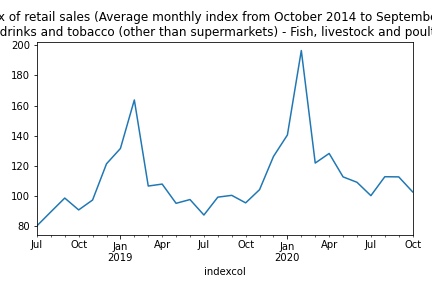 x of retail sales (Average monthly index from October 2014 to Septembe
drinks and tobacco (other than supermarkets) - Fish, livestock and poult
200
180
160
140
120
100
80
Jul Oct Jan Apr Jul Oct Jan Apr Jul Oct
2019 2020
indexcol